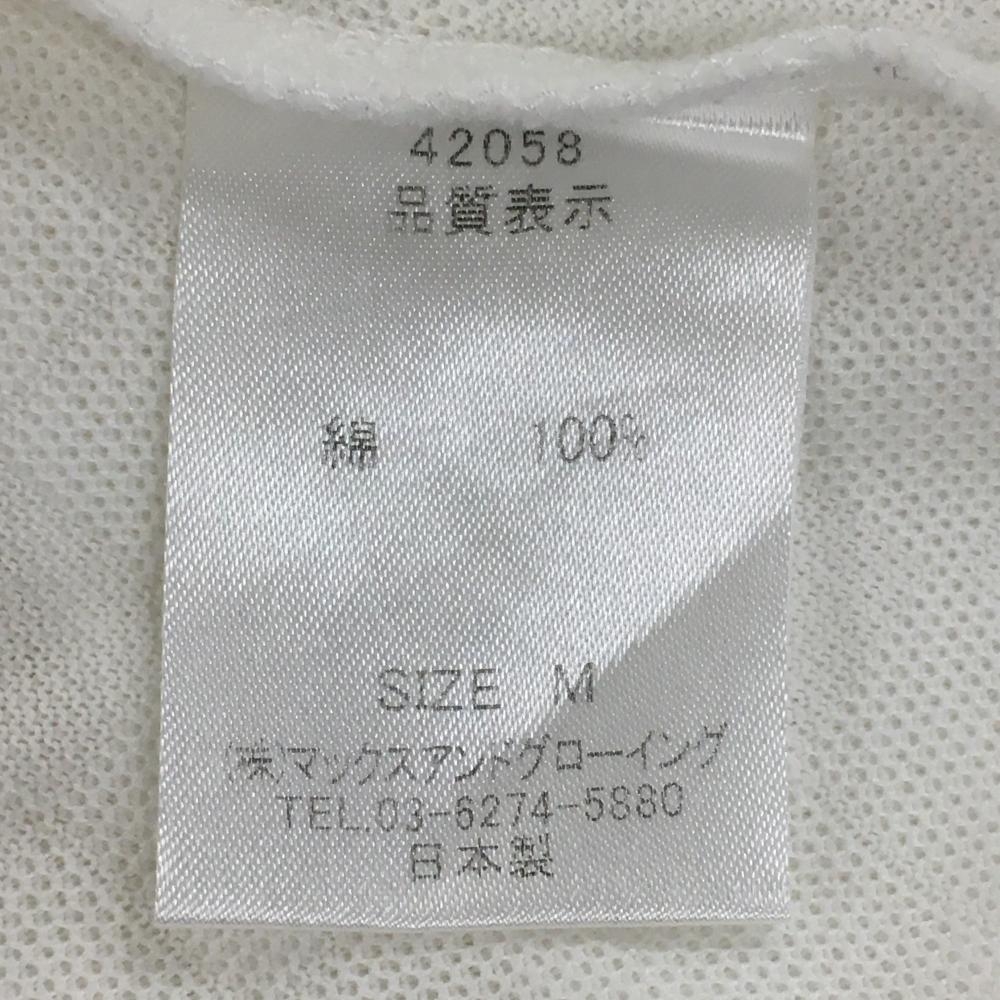 42058
品質表示
綿 100%
SIZE M
(株)マックスアンドグローイング
TEL.03-6274-5880
日本製